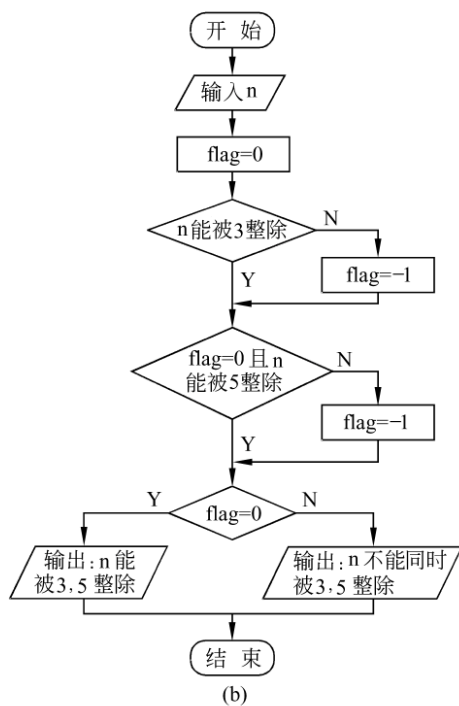 开 始
输入n
flag=0
n能被3整除
N
Y
flag=-1
flag=0 且 n
能被5整除
N
Y
flag=-1
flag=0
Y
N
输出:n能
被3,5 整除
输出:n 不能同时
被3,5 整除
结 束
(b)